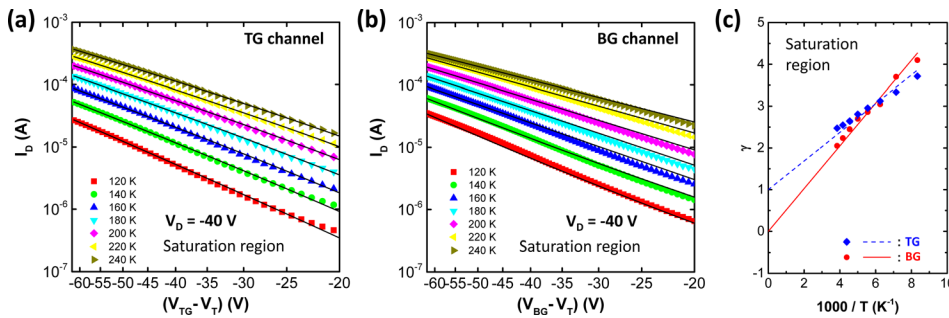 (a)
TG channel
I_D (A)
10^-3
10^-4
10^-5
10^-6
10^-7
120 K
140 K
160 K
180 K
200 K
220 K
240 K
V_D = -40 V
Saturation region
-60 -55 -50 -45 -40 -35 -30 -25 -20
(V_TG-V_T) (V)
(b)
BG channel
I_D (A)
10^-3
10^-4
10^-5
10^-6
10^-7
120 K
140 K
160 K
180 K
200 K
220 K
240 K
V_D = -40 V
Saturation region
-60 -55 -50 -45 -40 -35 -30 -25 -20
(V_BG-V_T) (V)
(c)
Saturation
region
γ
5
4
3
2
1
0
-1
: TG
: BG
0 2 4 6 8 10
1000 / T (K^-1)